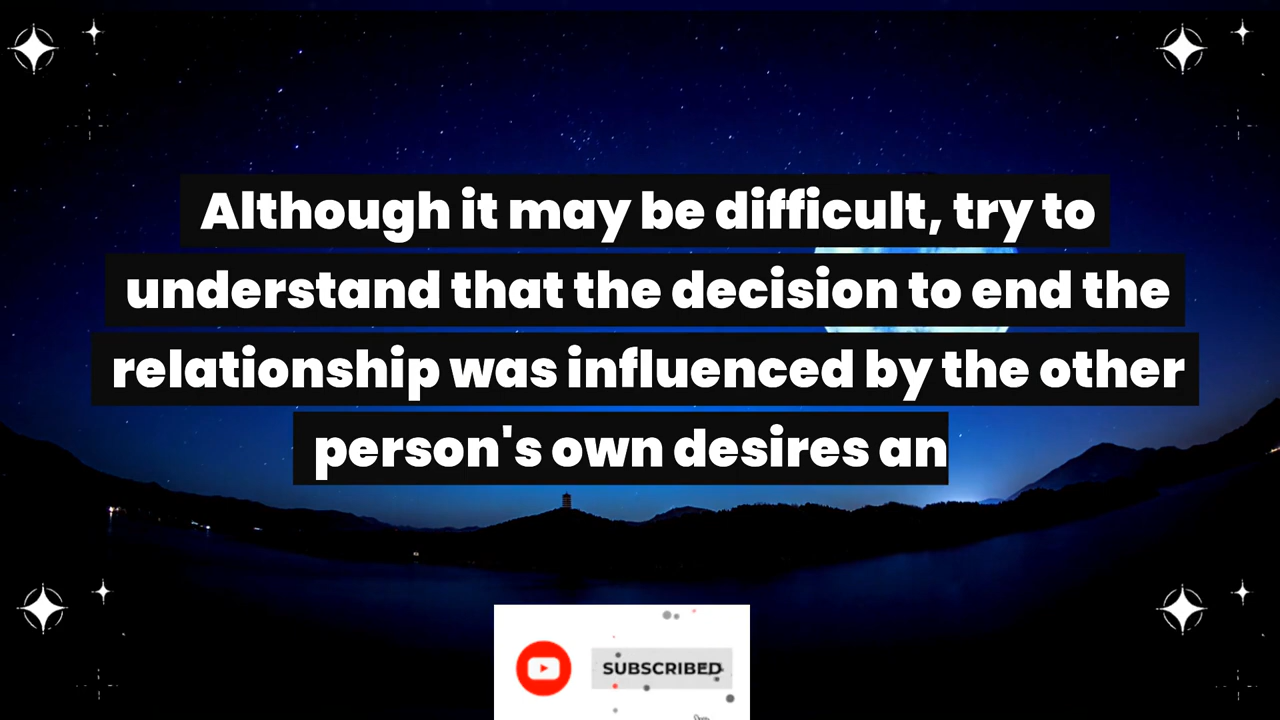 Although it may be difficult, try to
understand that the decision to end the
relationship was influenced by the other
person's own desires an
SUBSCRIBED